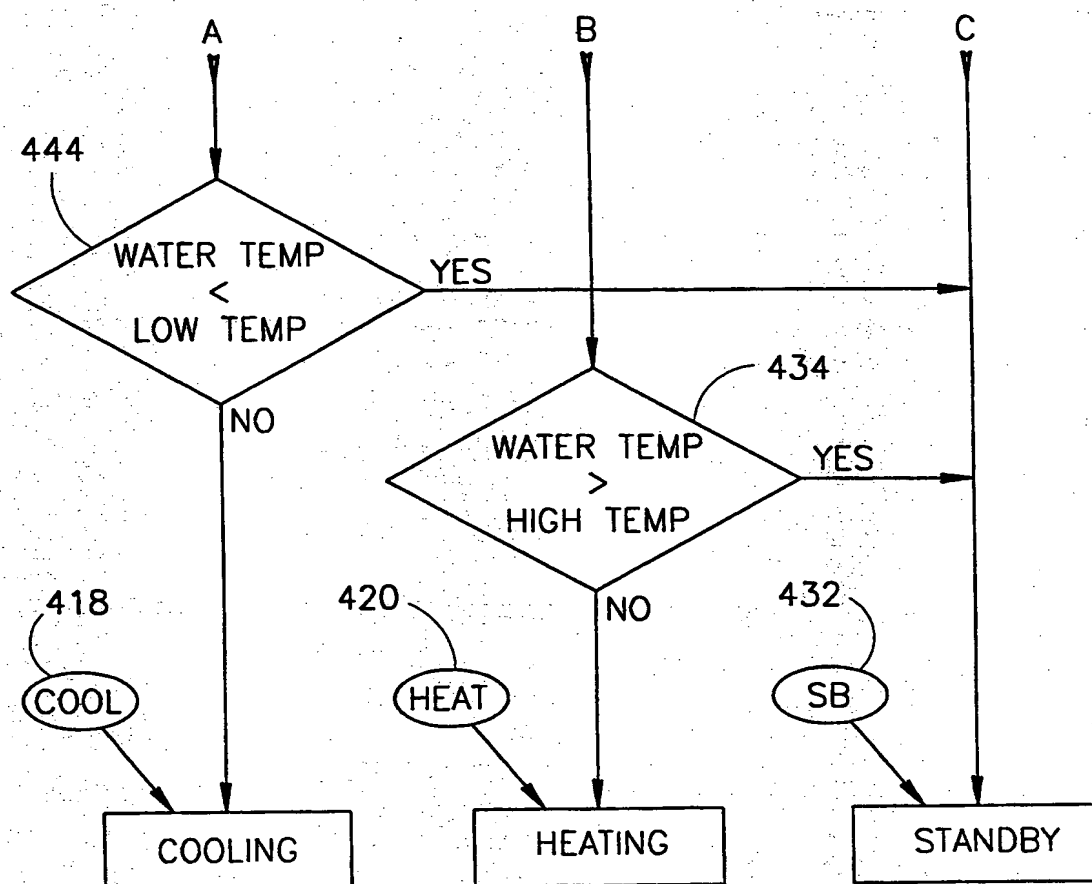 A
B
C
444
WATER TEMP
<
LOW TEMP
YES
NO
434
WATER TEMP
>
HIGH TEMP
YES
NO
418
COOL
420
HEAT
432
SB
COOLING
HEATING
STANDBY